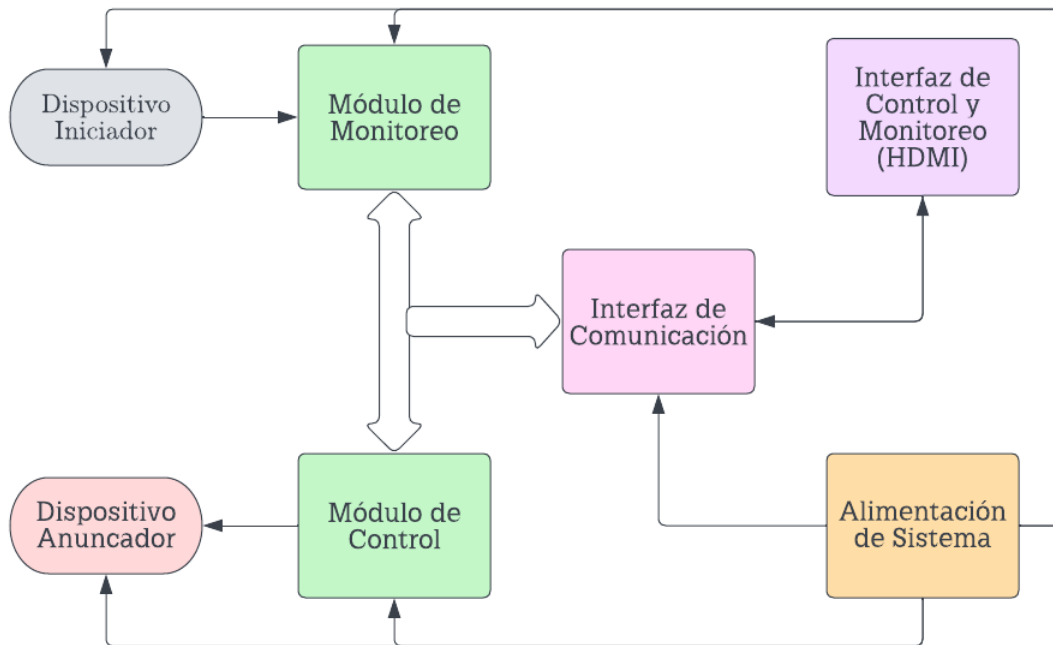 Dispositivo
Iniciador
Módulo de
Monitoreo
Interfaz de
Control y
Monitoreo
(HDMI)
Interfaz de
Comunicación
Dispositivo
Anuncador
Módulo de
Control
Alimentación
de Sistema